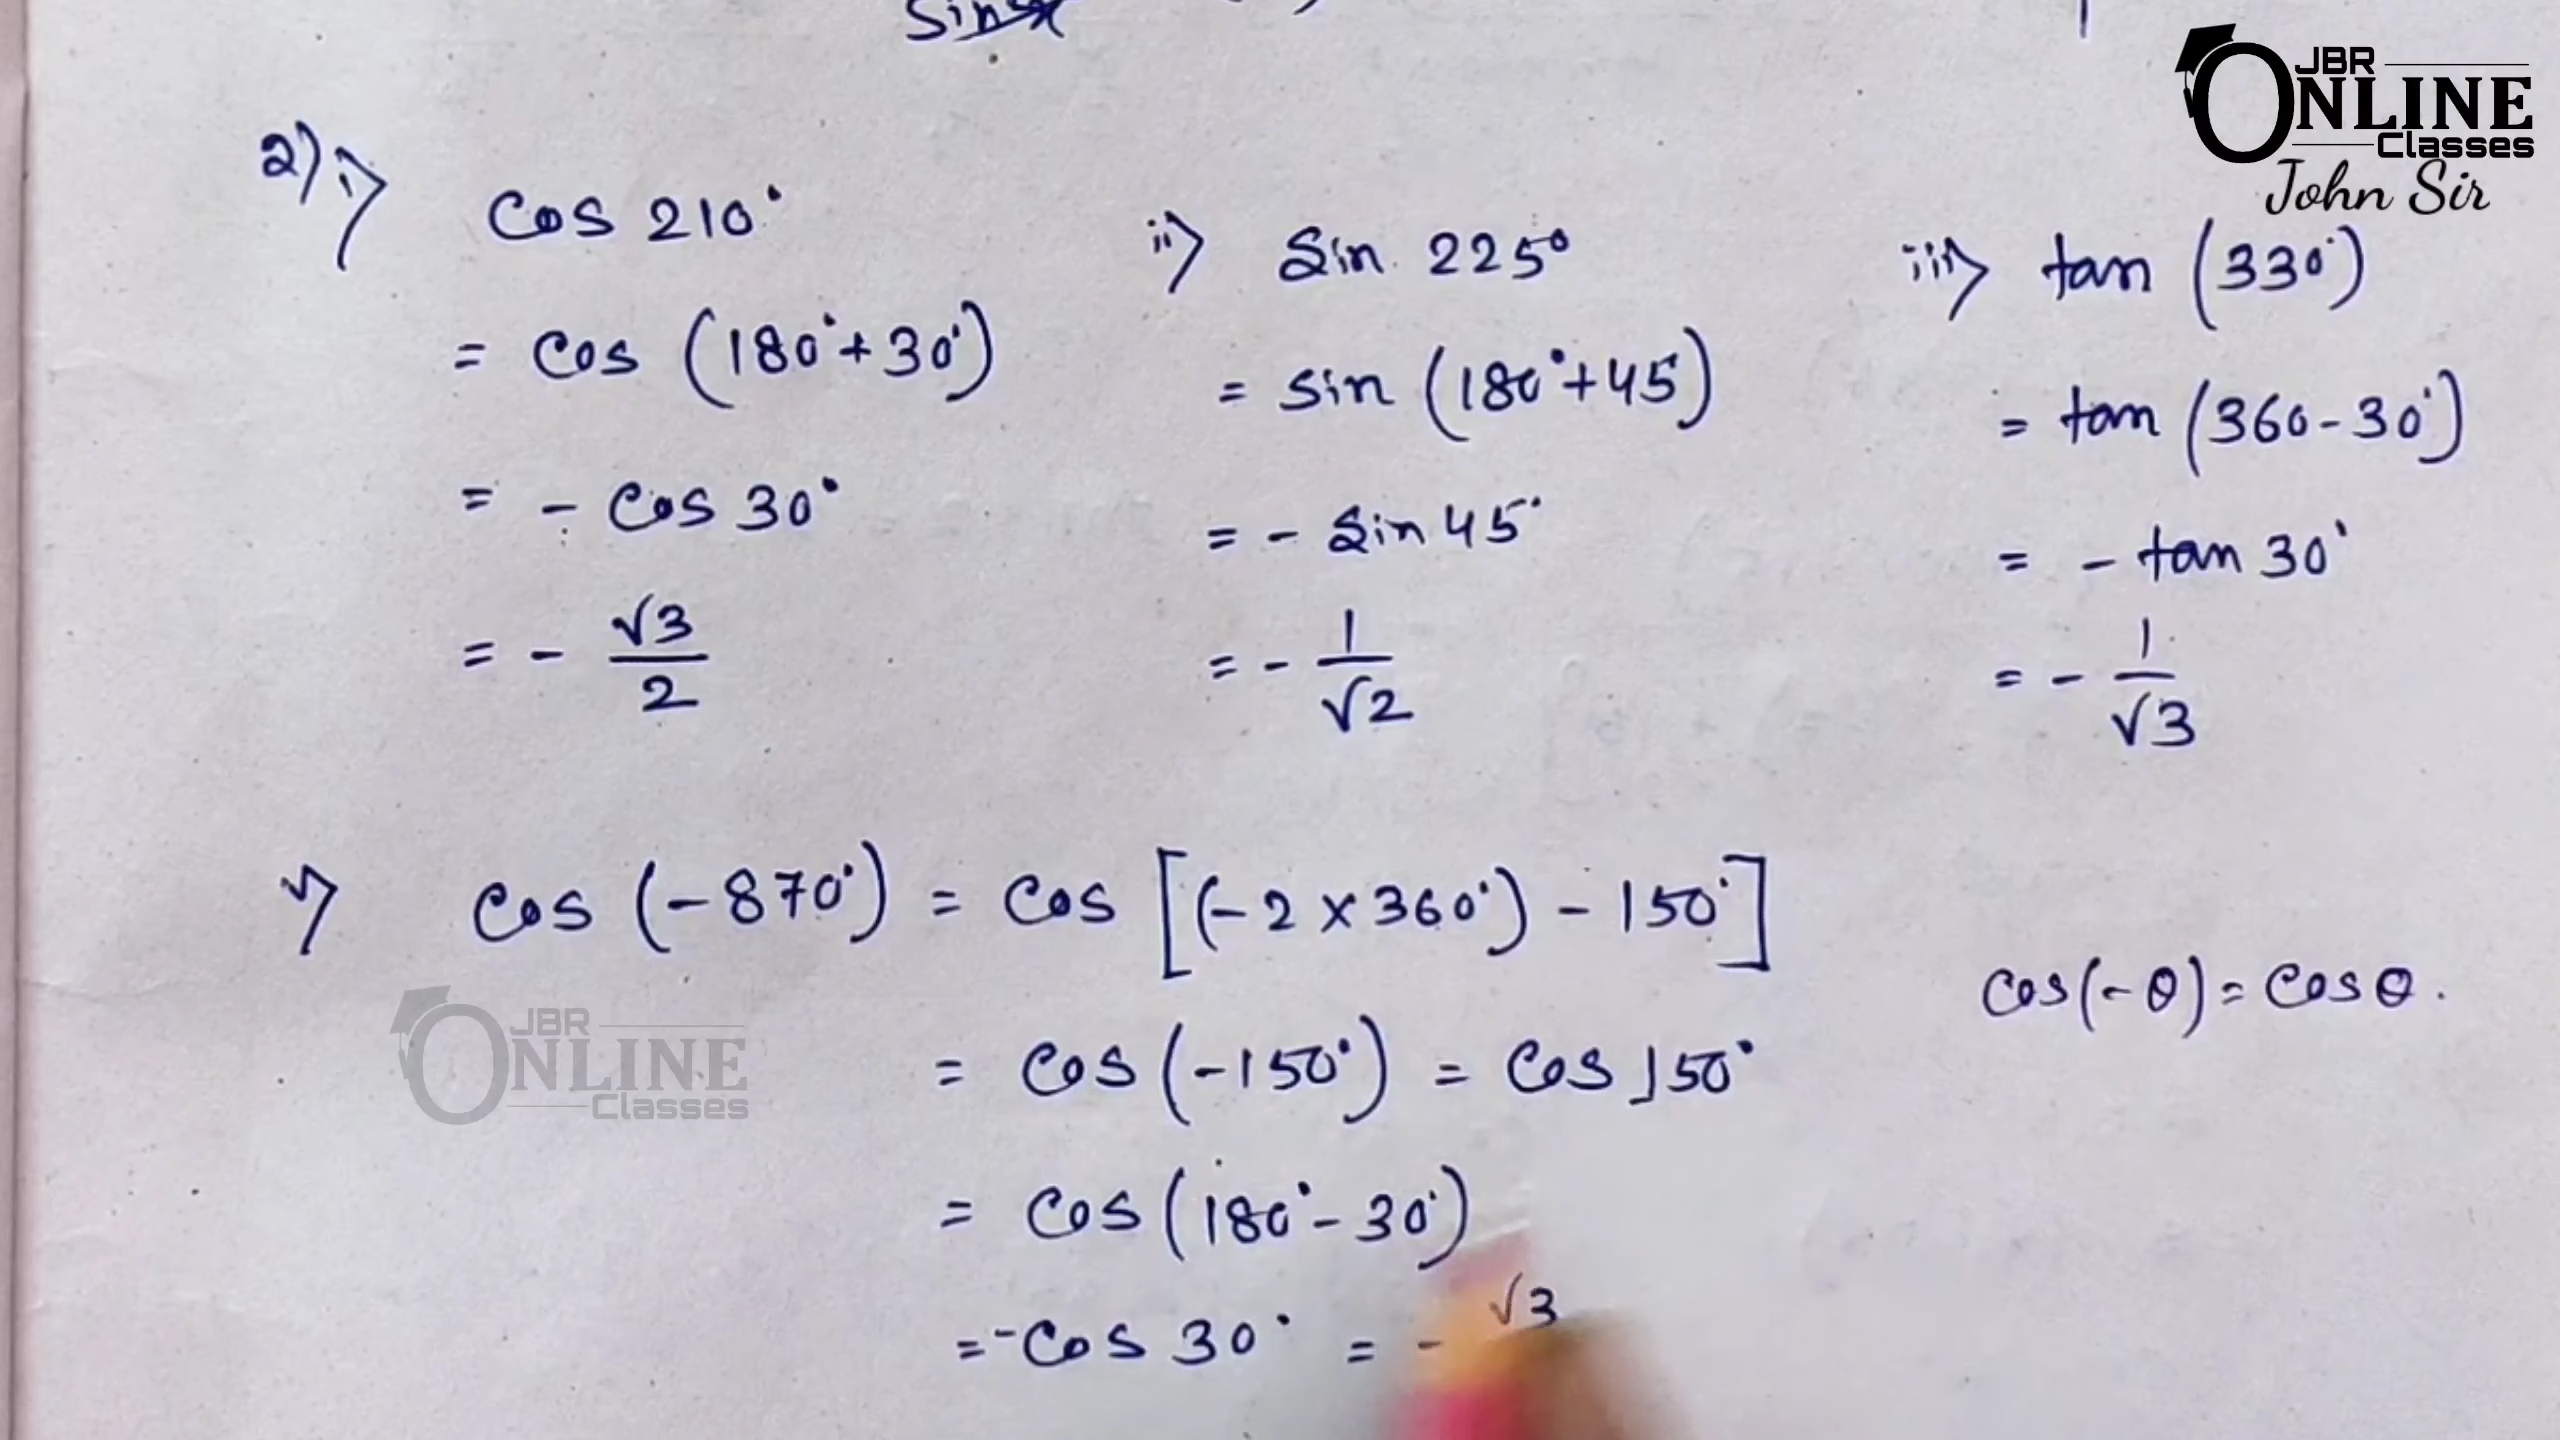 Sinx
JBR
ONLINE
Classes
John Sir
2) i) Cos 210°
= Cos (180°+30°)
= - Cos 30°
= - √3/2
ii) Sin 225°
= sin (180°+45)
= - Sin 45°
= - 1/√2
iii) tan (330°)
= tan (360-30°)
= - tan 30°
= - 1/√3
v) Cos (-870°) = Cos [(-2 × 360°) - 150°]
= Cos (-150°) = Cos 150°
= Cos (180°- 30°)
= -Cos 30° = - √3
Cos(-θ) = Cos θ.
JBR
ONLINE
Classes